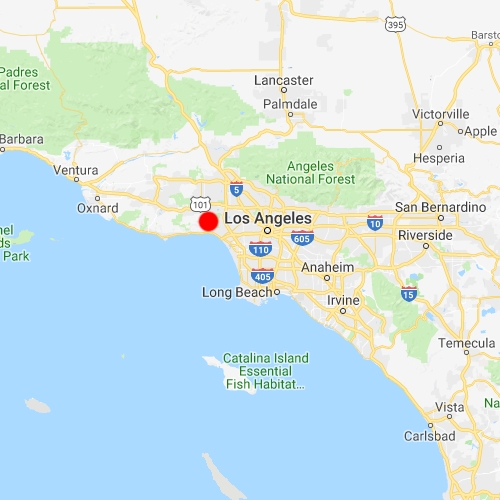 395
Barsto
Padres
al Forest
Lancaster
Palmdale
Victorville
Apple
Barbara
Hesperia
Ventura
Angeles
National Forest
5
101
Oxnard
San Bernardino
Los Angeles
10
nel
ds
Park
605
Riverside
110
405
Anaheim
Long Beach
15
Irvine
Temecula
Catalina Island
Essential
Fish Habitat...
Na
Vista
Carlsbad